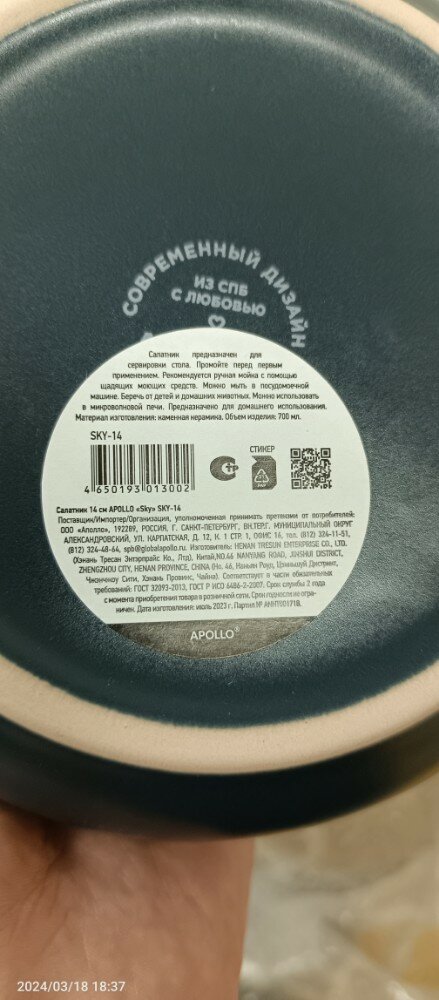 СОВРЕМЕННЫЙ ДИЗАЙН
ИЗ СПБ
С ЛЮБОВЬЮ
Салатник предназначен для
сервировки стола. Промойте перед первым
применением. Рекомендуется ручная мойка с помощью
щадящих моющих средств. Можно мыть в посудомоечной
машине. Беречь от детей и домашних животных. Можно использовать
в микроволновой печи. Предназначено для домашнего использования.
Материал изготовления: каменная керамика. Объем изделия: 700 мл.
SKY-14
СТИКЕР
PAP
4 650193 013002
Салатник 14 см APOLLO «Sky» SKY-14
Поставщик/Импортер/Организация, уполномоченная принимать претензии от потребителей:
ООО «Аполло», 192289, РОССИЯ, Г. САНКТ-ПЕТЕРБУРГ, ВН.ТЕР.Г. МУНИЦИПАЛЬНЫЙ ОКРУГ
АЛЕКСАНДРОВСКИЙ, УЛ. КАРПАТСКАЯ, Д. 12, К. 1 СТР. 1, ОФИС 16, тел. (812) 324-11-51,
(812) 324-48-64, spb@globalapollo.ru. Изготовитель: HENAN TRESUN ENTERPRISE CO., LTD.
(Хэнань Тресан Энтэрпрайс Ко., Лтд), Китай,NO.46 NANYANG ROAD, JINSHUI DISTRICT,
ZHENGZHOU CITY, HENAN PROVINCE, CHINA (Но. 46, Наньян Роуд, Цзиньшуй Дистринт,
Чжэнчжоу Сити, Хэнань Провинс, Чайна). Соответствует в части обязательных
требований: ГОСТ 32093-2013, ГОСТ Р ИСО 6486-2-2007. Срок службы 2 года
с момента приобретения товара в розничной сети. Срок годности не огра-
ничен. Дата изготовления: июль 2023 г. Партия №
APOLLO
2024/03/18 18:37